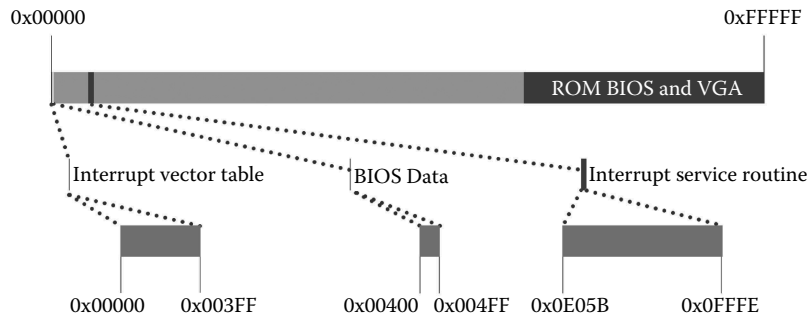 0x00000 0xFFFFF
ROM BIOS and VGA
Interrupt vector table BIOS Data Interrupt service routine
0x00000 0x003FF 0x00400 0x004FF 0x0E05B 0x0FFFE